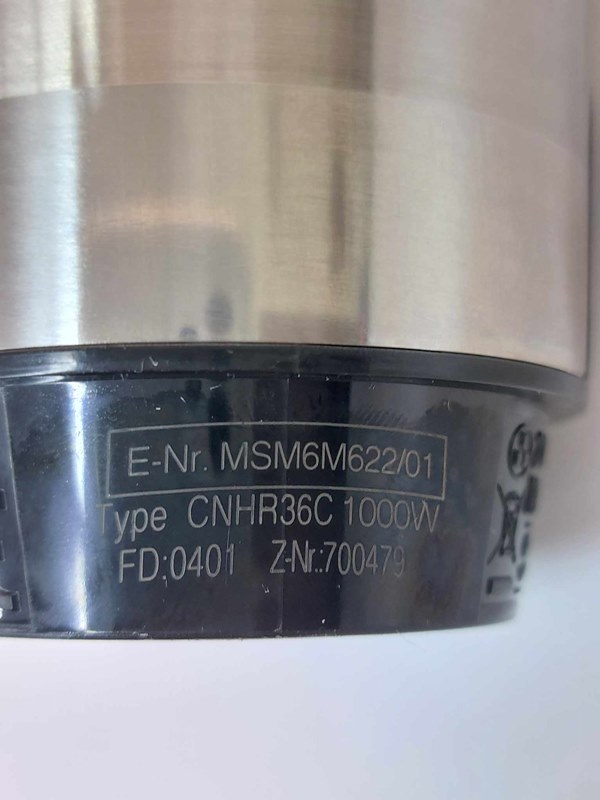 E-Nr. MSM6M622/01
Type CNHR36C 1000W
FD:0401 Z-Nr.:700479